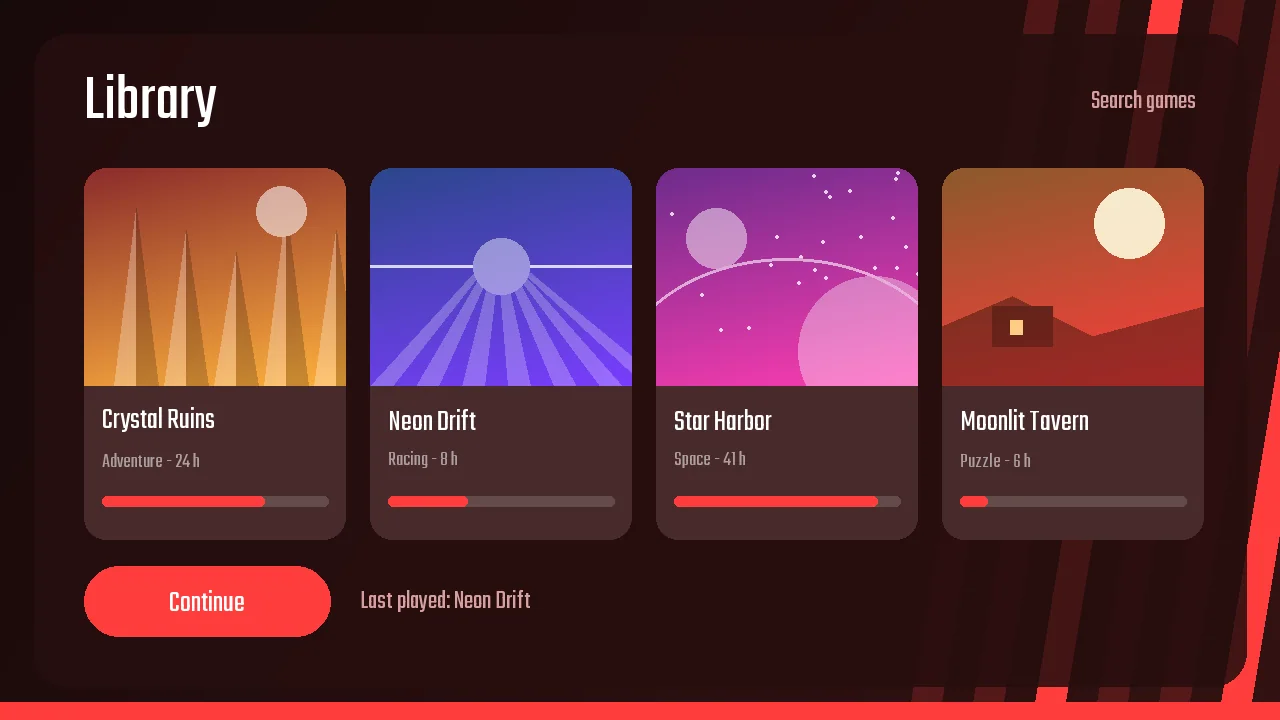 Library
Search games
Crystal Ruins
Adventure - 24 h
Neon Drift
Racing - 8 h
Star Harbor
Space - 41 h
Moonlit Tavern
Puzzle - 6 h
Continue
Last played: Neon Drift